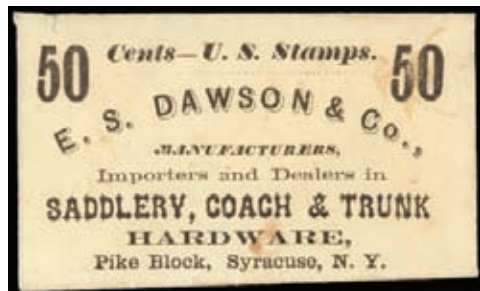 50 Cents—U. S. Stamps. 50
E. S. DAWSON & Co.,
MANUFACTURERS,
Importers and Dealers in
SADDLERY, COACH & TRUNK
HARDWARE,
Pike Block, Syracuse, N. Y.